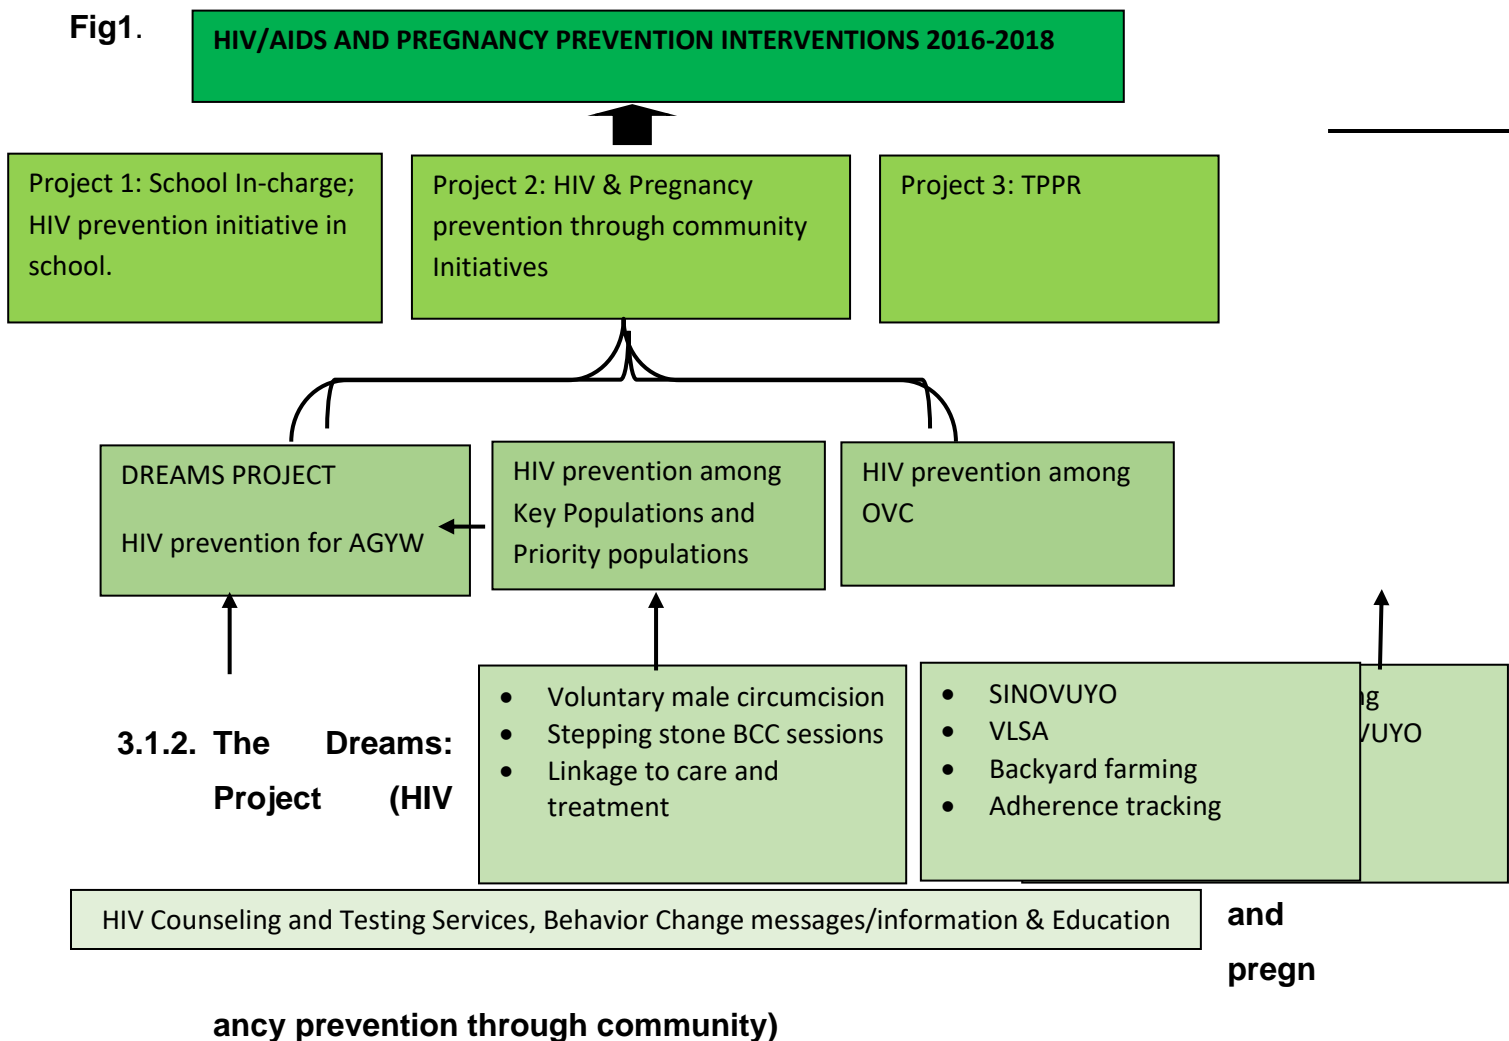 Fig1.
HIV/AIDS AND PREGNANCY PREVENTION INTERVENTIONS 2016-2018
Project 1: School In-charge;
HIV prevention initiative in
school.
Project 2: HIV & Pregnancy
prevention through community
Initiatives
Project 3: TPPR
DREAMS PROJECT
HIV prevention for AGYW
HIV prevention among
Key Populations and
Priority populations
HIV prevention among
OVC
• Voluntary male circumcision
• Stepping stone BCC sessions
• Linkage to care and
treatment
• SINOVUYO
• VLSA
• Backyard farming
• Adherence tracking
3.1.2. The Dreams:
Project (HIV
HIV Counseling and Testing Services, Behavior Change messages/information & Education
and
pregn
ancy prevention through community)